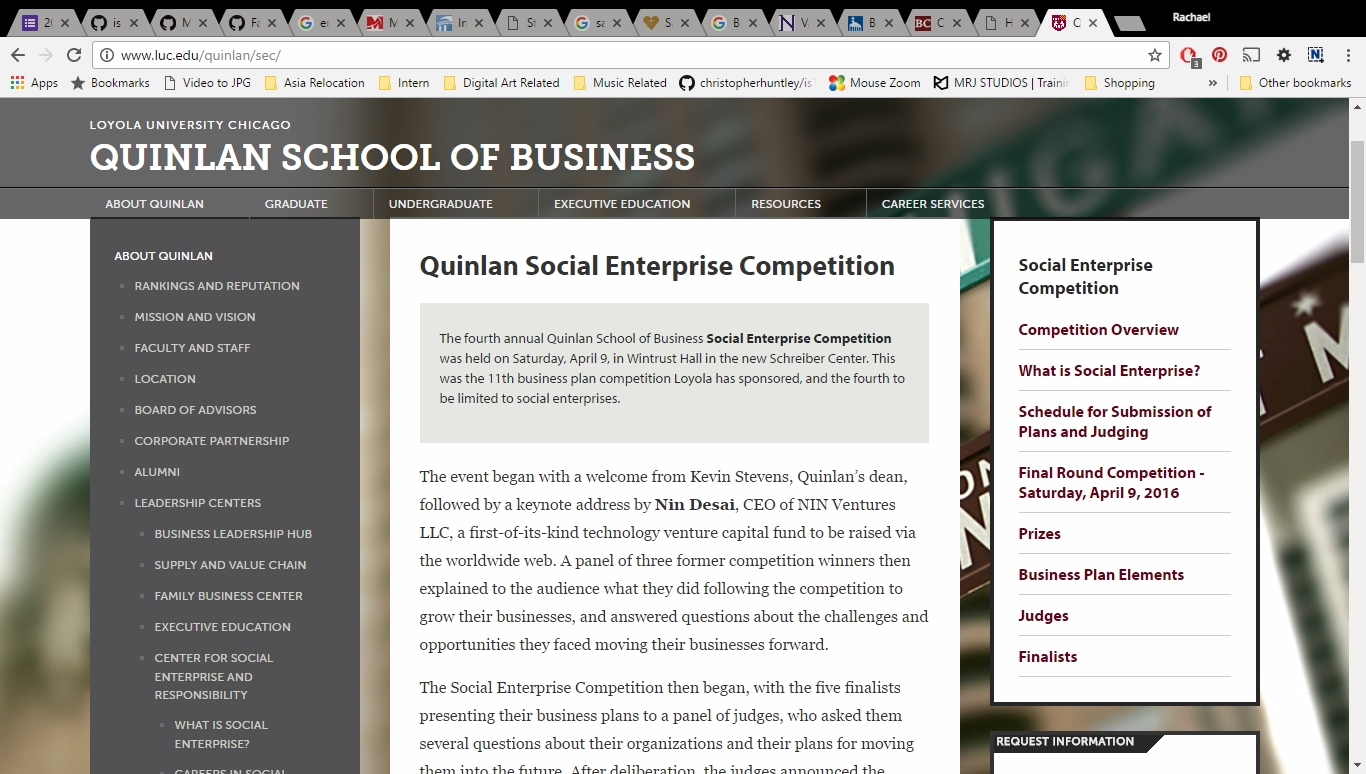 Rachael
www.luc.edu/quinlan/sec/
3
Apps
Bookmarks
Video to JPG
Asia Relocation
Intern
Digital Art Related
Music Related
christopherhuntley/is
Mouse Zoom
MRJ STUDIOS | Trainin
Shopping
»
Other bookmarks
LOYOLA UNIVERSITY CHICAGO
QUINLAN SCHOOL OF BUSINESS
ABOUT QUINLAN
GRADUATE
UNDERGRADUATE
EXECUTIVE EDUCATION
RESOURCES
CAREER SERVICES
ABOUT QUINLAN
RANKINGS AND REPUTATION
MISSION AND VISION
FACULTY AND STAFF
LOCATION
BOARD OF ADVISORS
CORPORATE PARTNERSHIP
ALUMNI
LEADERSHIP CENTERS
BUSINESS LEADERSHIP HUB
SUPPLY AND VALUE CHAIN
FAMILY BUSINESS CENTER
EXECUTIVE EDUCATION
CENTER FOR SOCIAL
ENTERPRISE AND
RESPONSIBILITY
WHAT IS SOCIAL
ENTERPRISE?
CAREERS IN SOCIAL
Quinlan Social Enterprise Competition
The fourth annual Quinlan School of Business Social Enterprise Competition
was held on Saturday, April 9, in Wintrust Hall in the new Schreiber Center. This
was the 11th business plan competition Loyola has sponsored, and the fourth to
be limited to social enterprises.
The event began with a welcome from Kevin Stevens, Quinlan’s dean,
followed by a keynote address by Nin Desai, CEO of NIN Ventures
LLC, a first-of-its-kind technology venture capital fund to be raised via
the worldwide web. A panel of three former competition winners then
explained to the audience what they did following the competition to
grow their businesses, and answered questions about the challenges and
opportunities they faced moving their businesses forward.
The Social Enterprise Competition then began, with the five finalists
presenting their business plans to a panel of judges, who asked them
several questions about their organizations and their plans for moving
them into the future. After deliberation, the judges announced the
Social Enterprise
Competition
Competition Overview
What is Social Enterprise?
Schedule for Submission of
Plans and Judging
Final Round Competition -
Saturday, April 9, 2016
Prizes
Business Plan Elements
Judges
Finalists
REQUEST INFORMATION